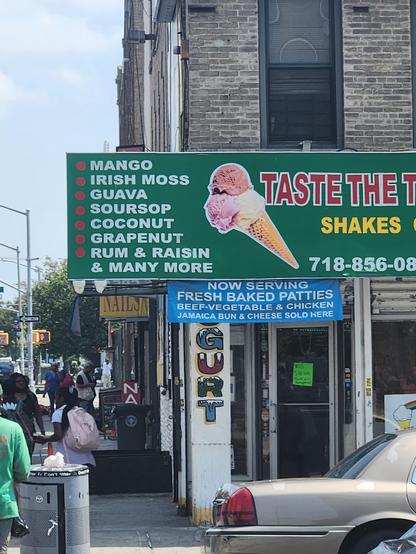 MANGO
IRISH MOSS
GUAVA
SOURSOP
COCONUT
GRAPENUT
RUM & RAISIN
& MANY MORE
TASTE THE T
SHAKES
718-856-08
NOW SERVING
FRESH BAKED PATTIES
BEEF-VEGETABLE & CHICKEN
JAMAICA BUN & CHEESE SOLD HERE
NAILS
GURT